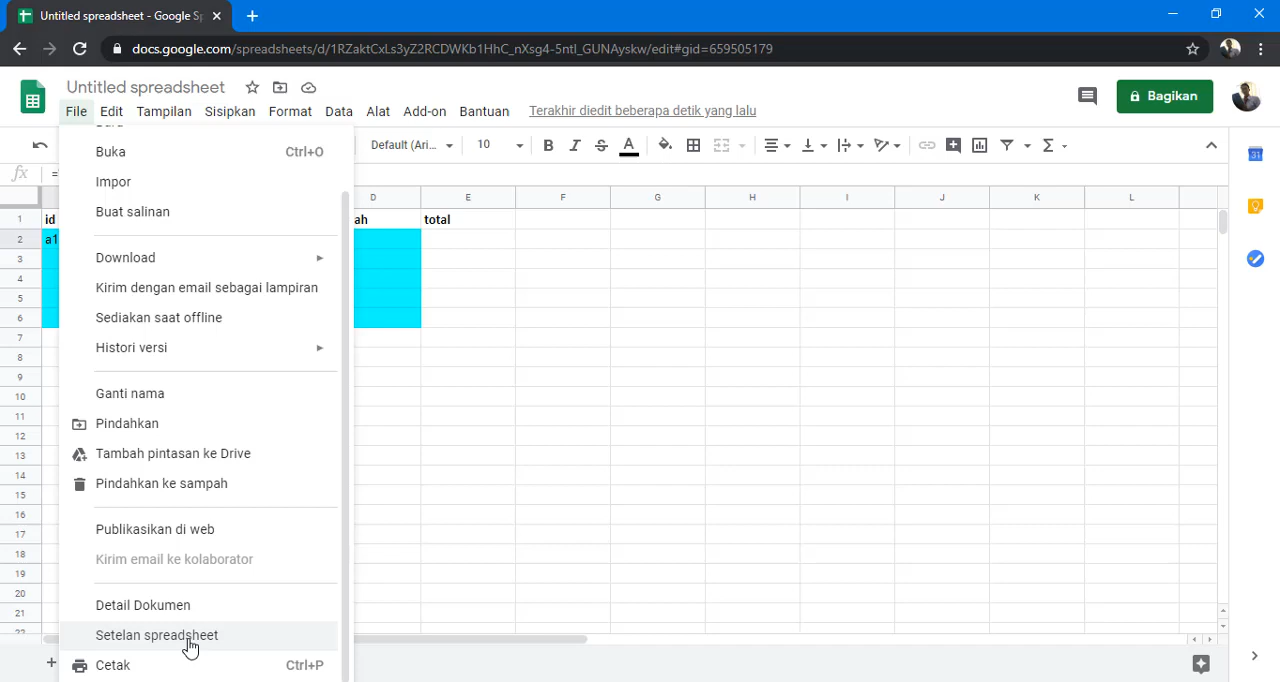 Untitled spreadsheet - Google Sp
docs.google.com/spreadsheets/d/1RZaktCxLs3yZ2RCDWKb1HhC_nXsg4-5ntl_GUNAyskw/edit#gid=659505179
Untitled spreadsheet
File Edit Tampilan Sisipkan Format Data Alat Add-on Bantuan Terakhir diedit beberapa detik yang lalu
Bagikan
Default (Ari... 10 B I S A
fx =
Buka Ctrl+O
Impor
Buat salinan
Download
Kirim dengan email sebagai lampiran
Sediakan saat offline
Histori versi
Ganti nama
Pindahkan
Tambah pintasan ke Drive
Pindahkan ke sampah
Publikasikan di web
Kirim email ke kolaborator
Detail Dokumen
Setelan spreadsheet
Cetak Ctrl+P
D E F G H I J K L
1 id ah total
2 a1
3
4
5
6
7
8
9
10
11
12
13
14
15
16
17
18
19
20
21
22
31